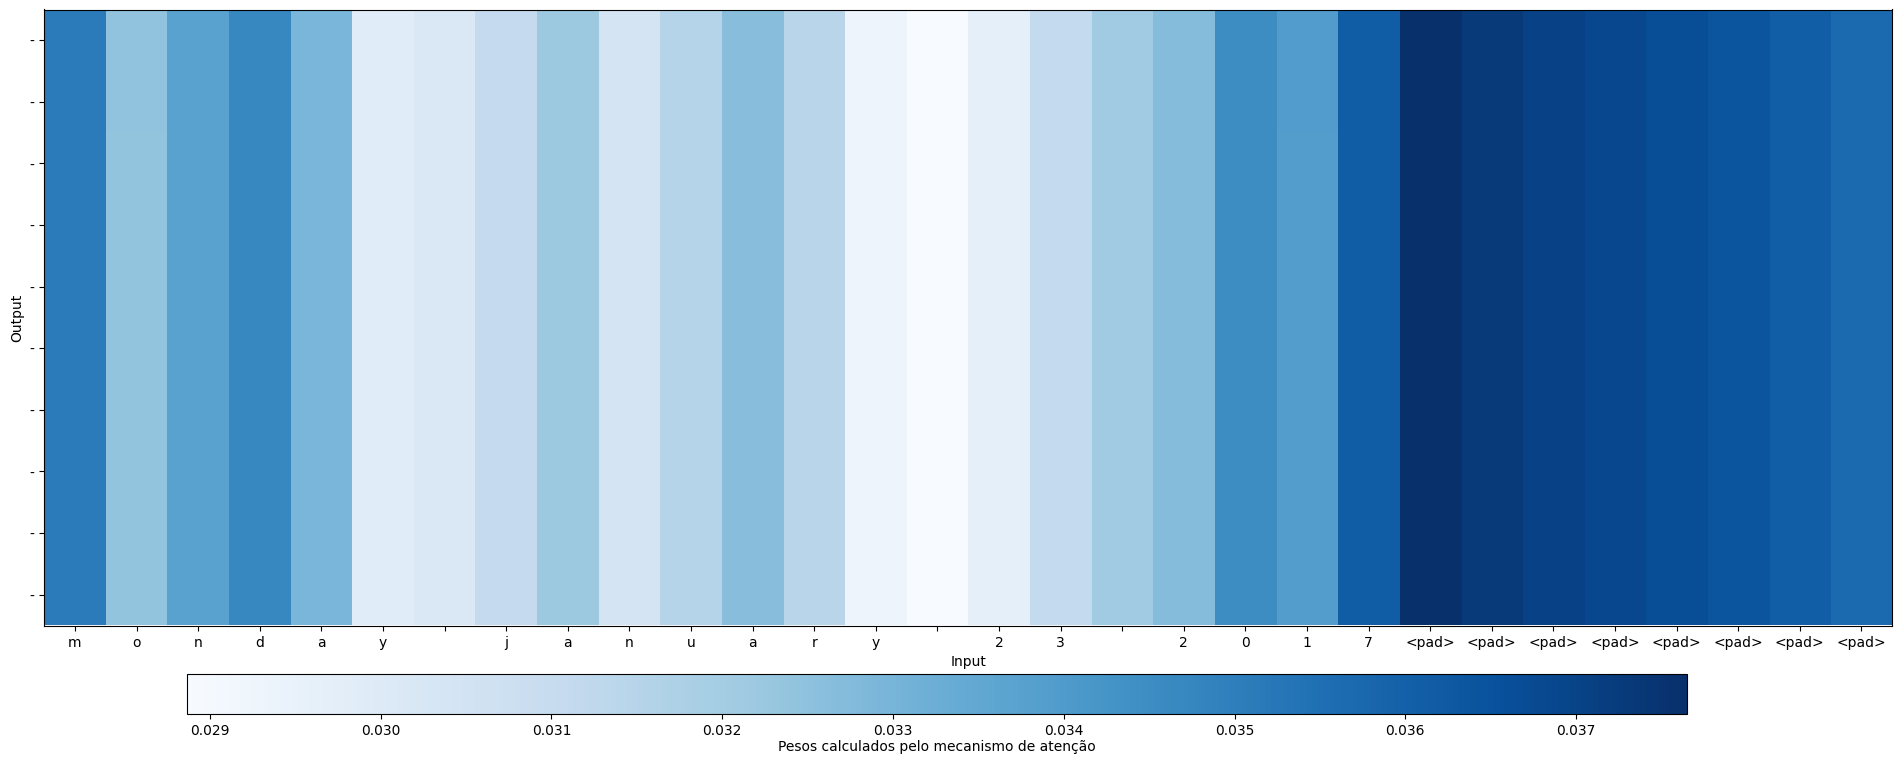 -
-
-
-
-
-
-
-
-
-
Output
m o n d a y j a n u a r y 2 3 2 0 1 7 <pad> <pad> <pad> <pad> <pad> <pad> <pad> <pad>
Input
0.029 0.030 0.031 0.032 0.033 0.034 0.035 0.036 0.037
Pesos calculados pelo mecanismo de atenção